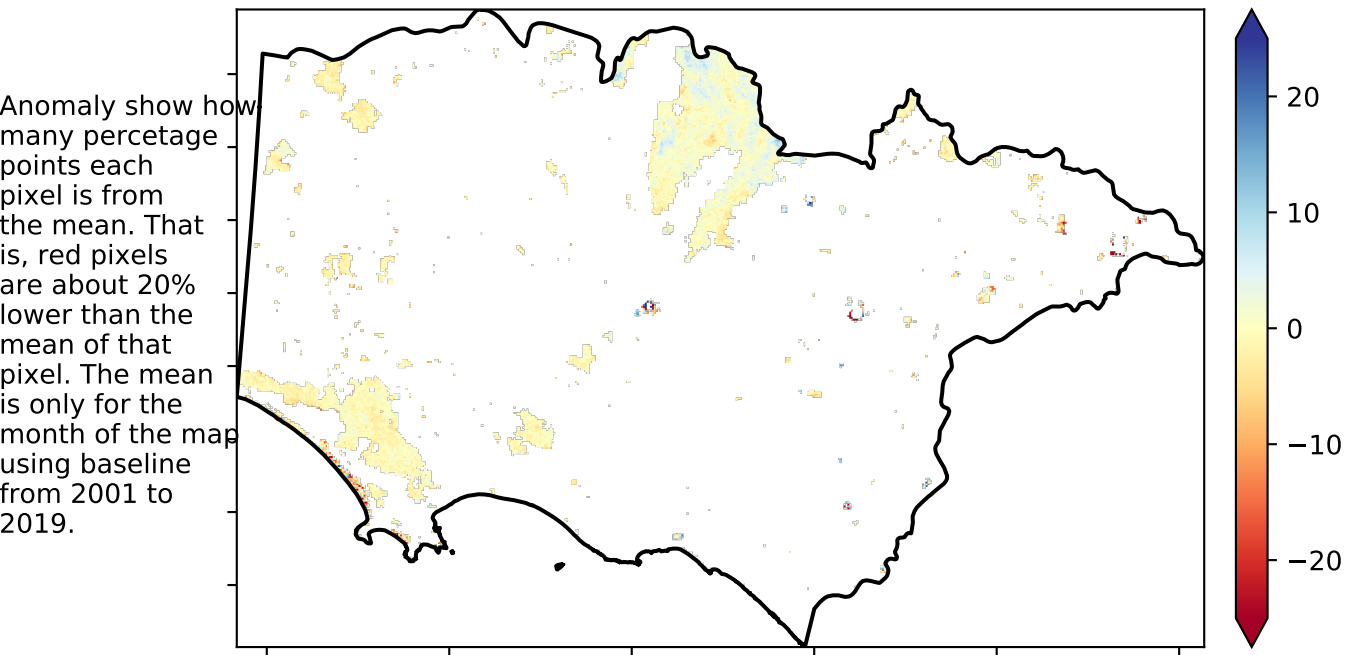 Anomaly show how
many percetage
points each
pixel is from
the mean. That
is, red pixels
are about 20%
lower than the
mean of that
pixel. The mean
is only for the
month of the map
using baseline
from 2001 to
2019.
20
10
0
−10
−20